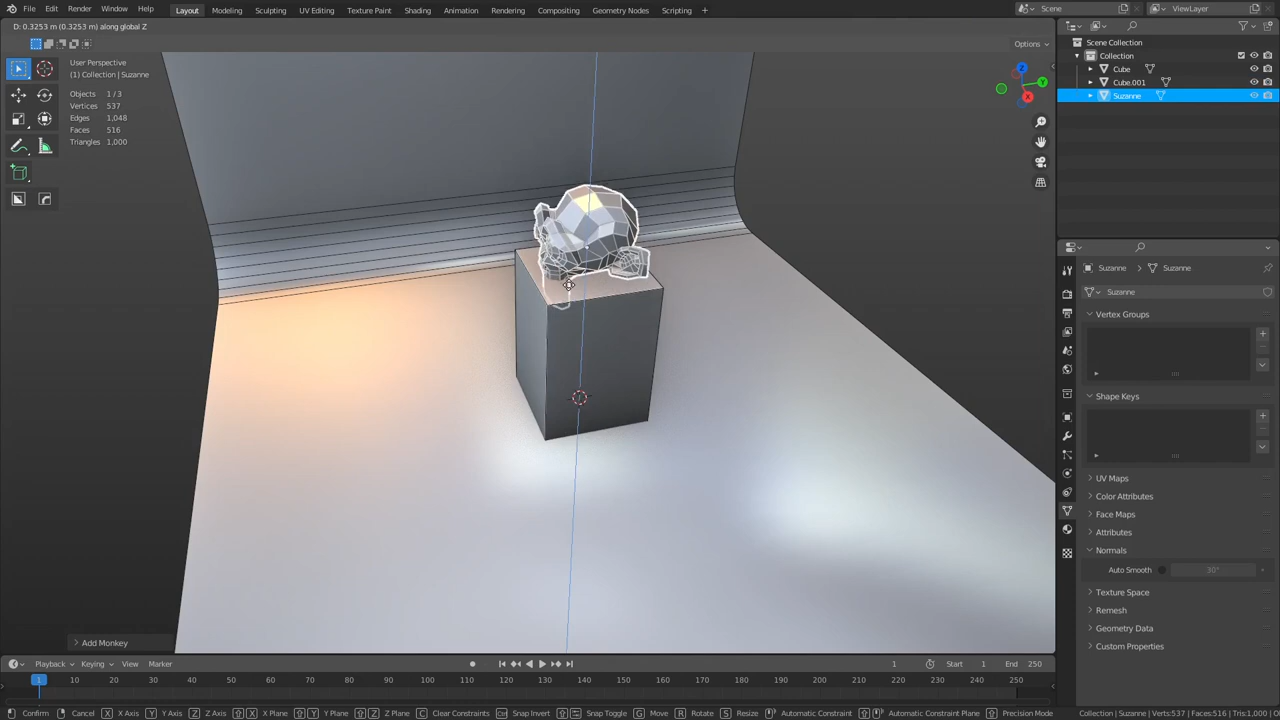 File Edit Render Window Help Layout Modeling Sculpting UV Editing Texture Paint Shading Animation Rendering Compositing Geometry Nodes Scripting + Scene ViewLayer
D: 0.3253 m (0.3253 m) along global Z
Options
User Perspective
(1) Collection | Suzanne
Objects 1 / 3
Vertices 537
Edges 1,048
Faces 516
Triangles 1,000
Z
Y
X
Scene Collection
Collection
Cube
Cube.001
Suzanne
Suzanne Suzanne
Suzanne
Vertex Groups
Shape Keys
UV Maps
Color Attributes
Face Maps
Attributes
Normals
Auto Smooth 30°
Texture Space
Remesh
Geometry Data
Custom Properties
Add Monkey
Playback Keying View Marker 1 Start 1 End 250
1 10 20 30 40 50 60 70 80 90 100 110 120 130 140 150 160 170 180 190 200 210 220 230 240 250
Confirm Cancel X X Axis Y Y Axis Z Z Axis X X Plane Y Y Plane Z Z Plane C Clear Constraints Snap Invert Snap Toggle G Move R Rotate S Resize Automatic Constraint Automatic Constraint Plane Precision Mode Collection | Suzanne | Verts:537 | Faces:516 | Tris:1,000 |